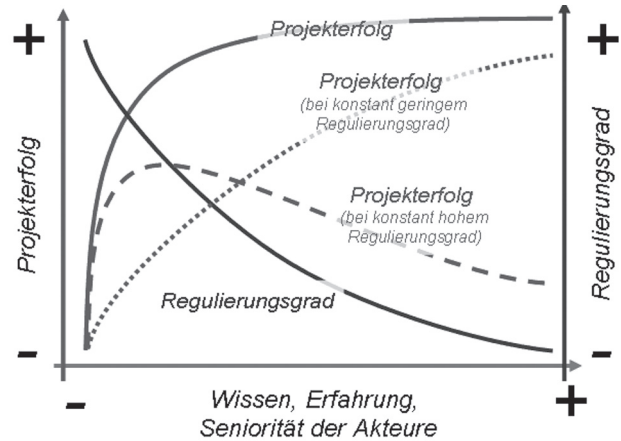 +
+
Projekterfolg
Projekterfolg
(bei konstant geringem
Regulierungsgrad)
Projekterfolg
(bei konstant hohem
Regulierungsgrad)
Projekterfolg
Regulierungsgrad
Regulierungsgrad
-
-
-
+
Wissen, Erfahrung,
Seniorität der Akteure